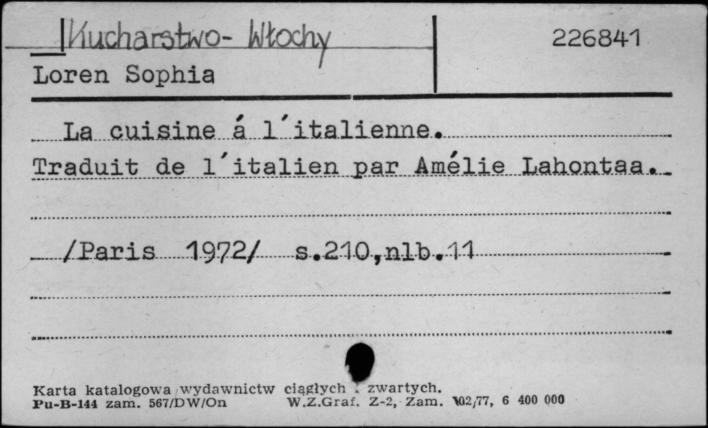 Kucharstwo- Włochy
226841
Loren Sophia
La cuisine á l´italienne.
Traduit de l´italien par Amélie Lahontaa.
/Paris 1972/ s.210,nlb.11
Karta katalogowa wydawnictw ciągłych i zwartych.
Pu-B-144 zam. 567/DW/On W.Z.Graf. Z-2, Zam. 102/77, 6 400 000